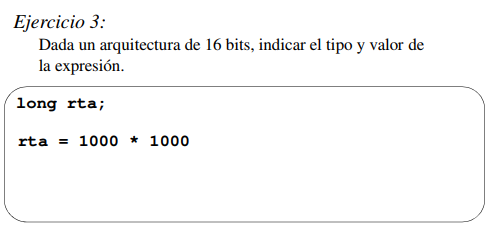 Ejercicio 3:
Dada un arquitectura de 16 bits, indicar el tipo y valor de
la expresión.
long rta;
rta = 1000 * 1000